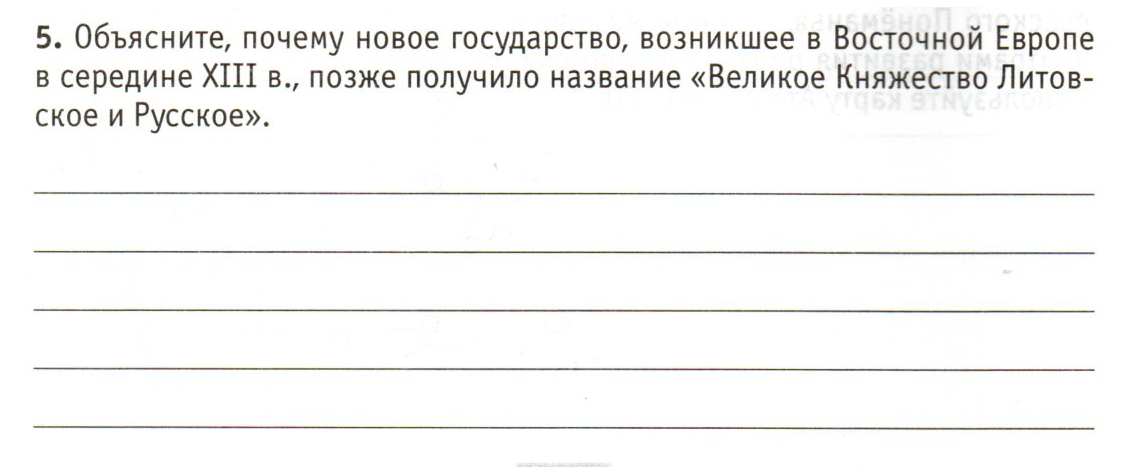 5. Объясните, почему новое государство, возникшее в Восточной Европе
в середине XIII в., позже получило название «Великое Княжество Литов-
ское и Русское».